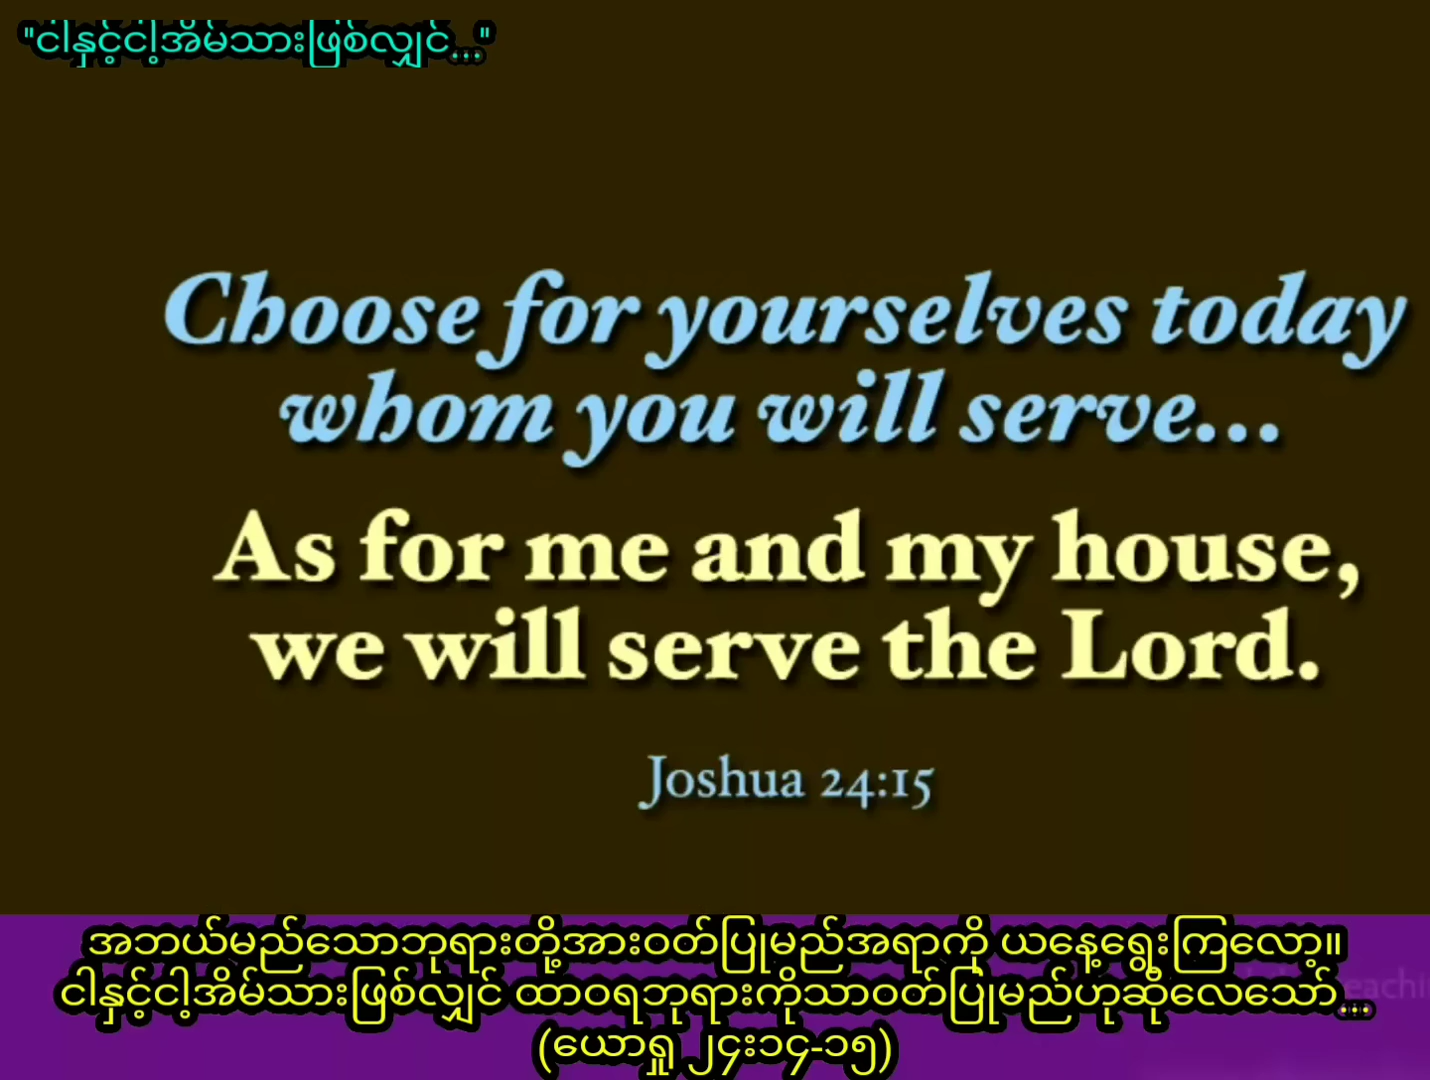 "ငါနှင့်ငါ့အိမ်သားဖြစ်လျှင်..."
Choose for yourselves today
whom you will serve...
As for me and my house,
we will serve the Lord.
Joshua 24:15
အဘယ်မည်သောဘုရားတို့အားဝတ်ပြုမည်အရာကို ယနေ့ရွေးကြလော့။
ငါနှင့်ငါ့အိမ်သားဖြစ်လျှင် ထာဝရဘုရားကိုသာဝတ်ပြုမည်ဟုဆိုလေသော်...
(ယောရှု ၂၄း၁၄-၁၅)